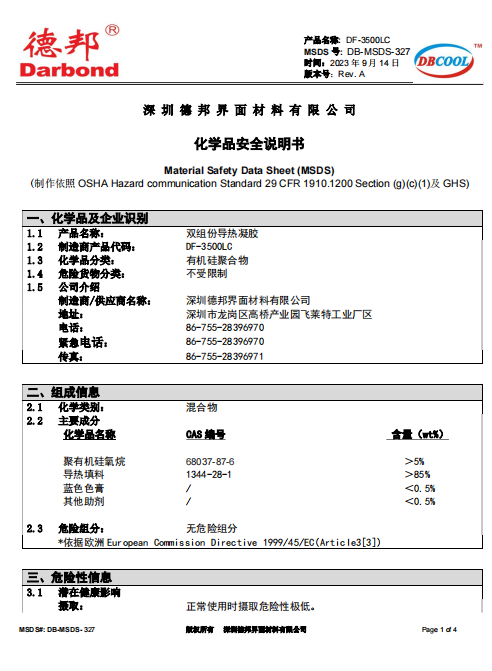 德邦®
Darbond
产品名称: DF-3500LC
MSDS 号: DB-MSDS-327
时间: 2023 年 9 月 14 日
版本号: Rev. A
DBCOOL™
深 圳 德 邦 界 面 材 料 有 限 公 司
化学品安全说明书
Material Safety Data Sheet (MSDS)
(制作依照 OSHA Hazard communication Standard 29 CFR 1910.1200 Section (g)(c)(1)及 GHS)
一、化学品及企业识别
1.1 产品名称: 双组份导热凝胶
1.2 制造商产品代码: DF-3500LC
1.3 化学品分类: 有机硅聚合物
1.4 危险货物分类: 不受限制
1.5 公司介绍
制造商/供应商名称: 深圳德邦界面材料有限公司
地址: 深圳市龙岗区高桥产业园飞莱特工业厂区
电话: 86-755-28396970
紧急电话: 86-755-28396970
传真: 86-755-28396971
二、组成信息
2.1 化学类别: 混合物
2.2 主要成分
化学品名称 CAS 编号 含量（wt%）
聚有机硅氧烷 68037-87-6 ＞5%
导热填料 1344-28-1 ＞85%
蓝色色膏 / ＜0.5%
其他助剂 / ＜0.5%
2.3 危险组分: 无危险组分
*依据欧洲 European Commission Directive 1999/45/EC(Article3[3])
三、危险性信息
3.1 潜在健康影响
摄取: 正常使用时摄取危险性极低。
MSDS#: DB-MSDS- 327 版权所有 深圳德邦界面材料有限公司 Page 1 of 4